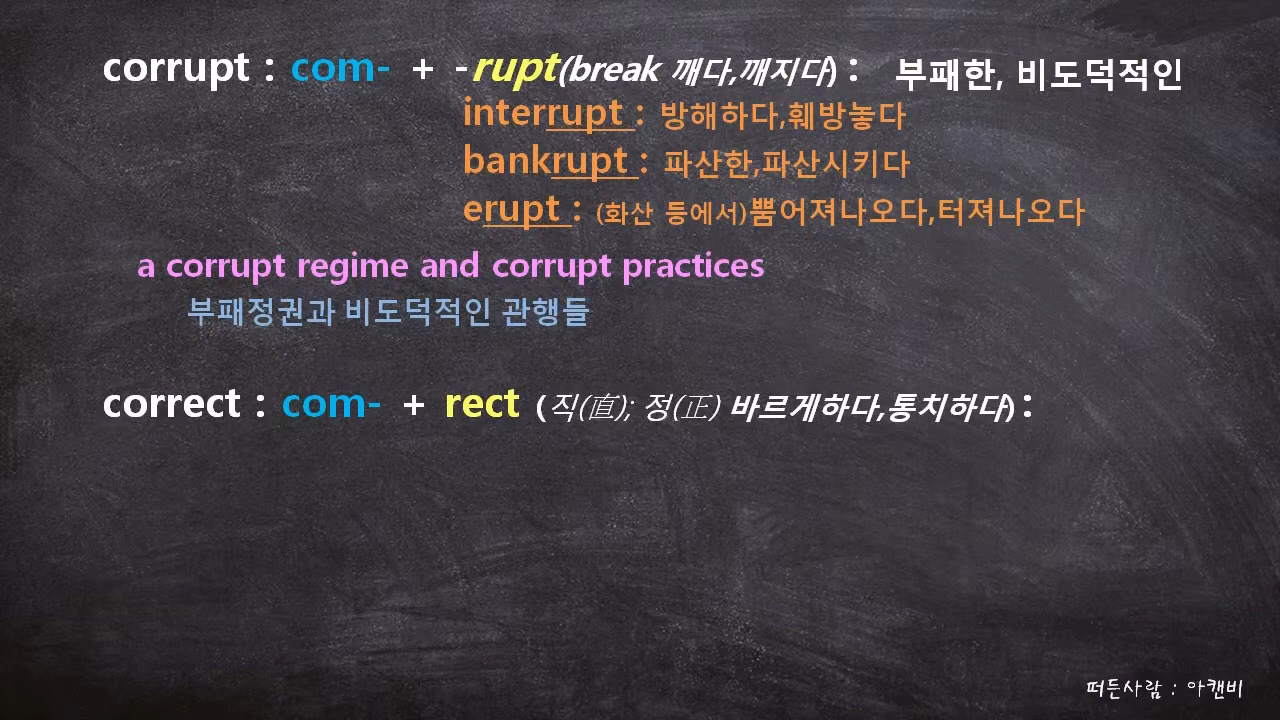 corrupt : com- + -rupt(break 깨다,깨지다) : 부패한, 비도덕적인
interrupt : 방해하다,훼방놓다
bankrupt : 파산한,파산시키다
erupt : (화산 등에서)뿜어져나오다,터져나오다
a corrupt regime and corrupt practices
부패정권과 비도덕적인 관행들
correct : com- + rect (직(直); 정(正) 바르게하다,통치하다) :
떠든사람 : 아캔비